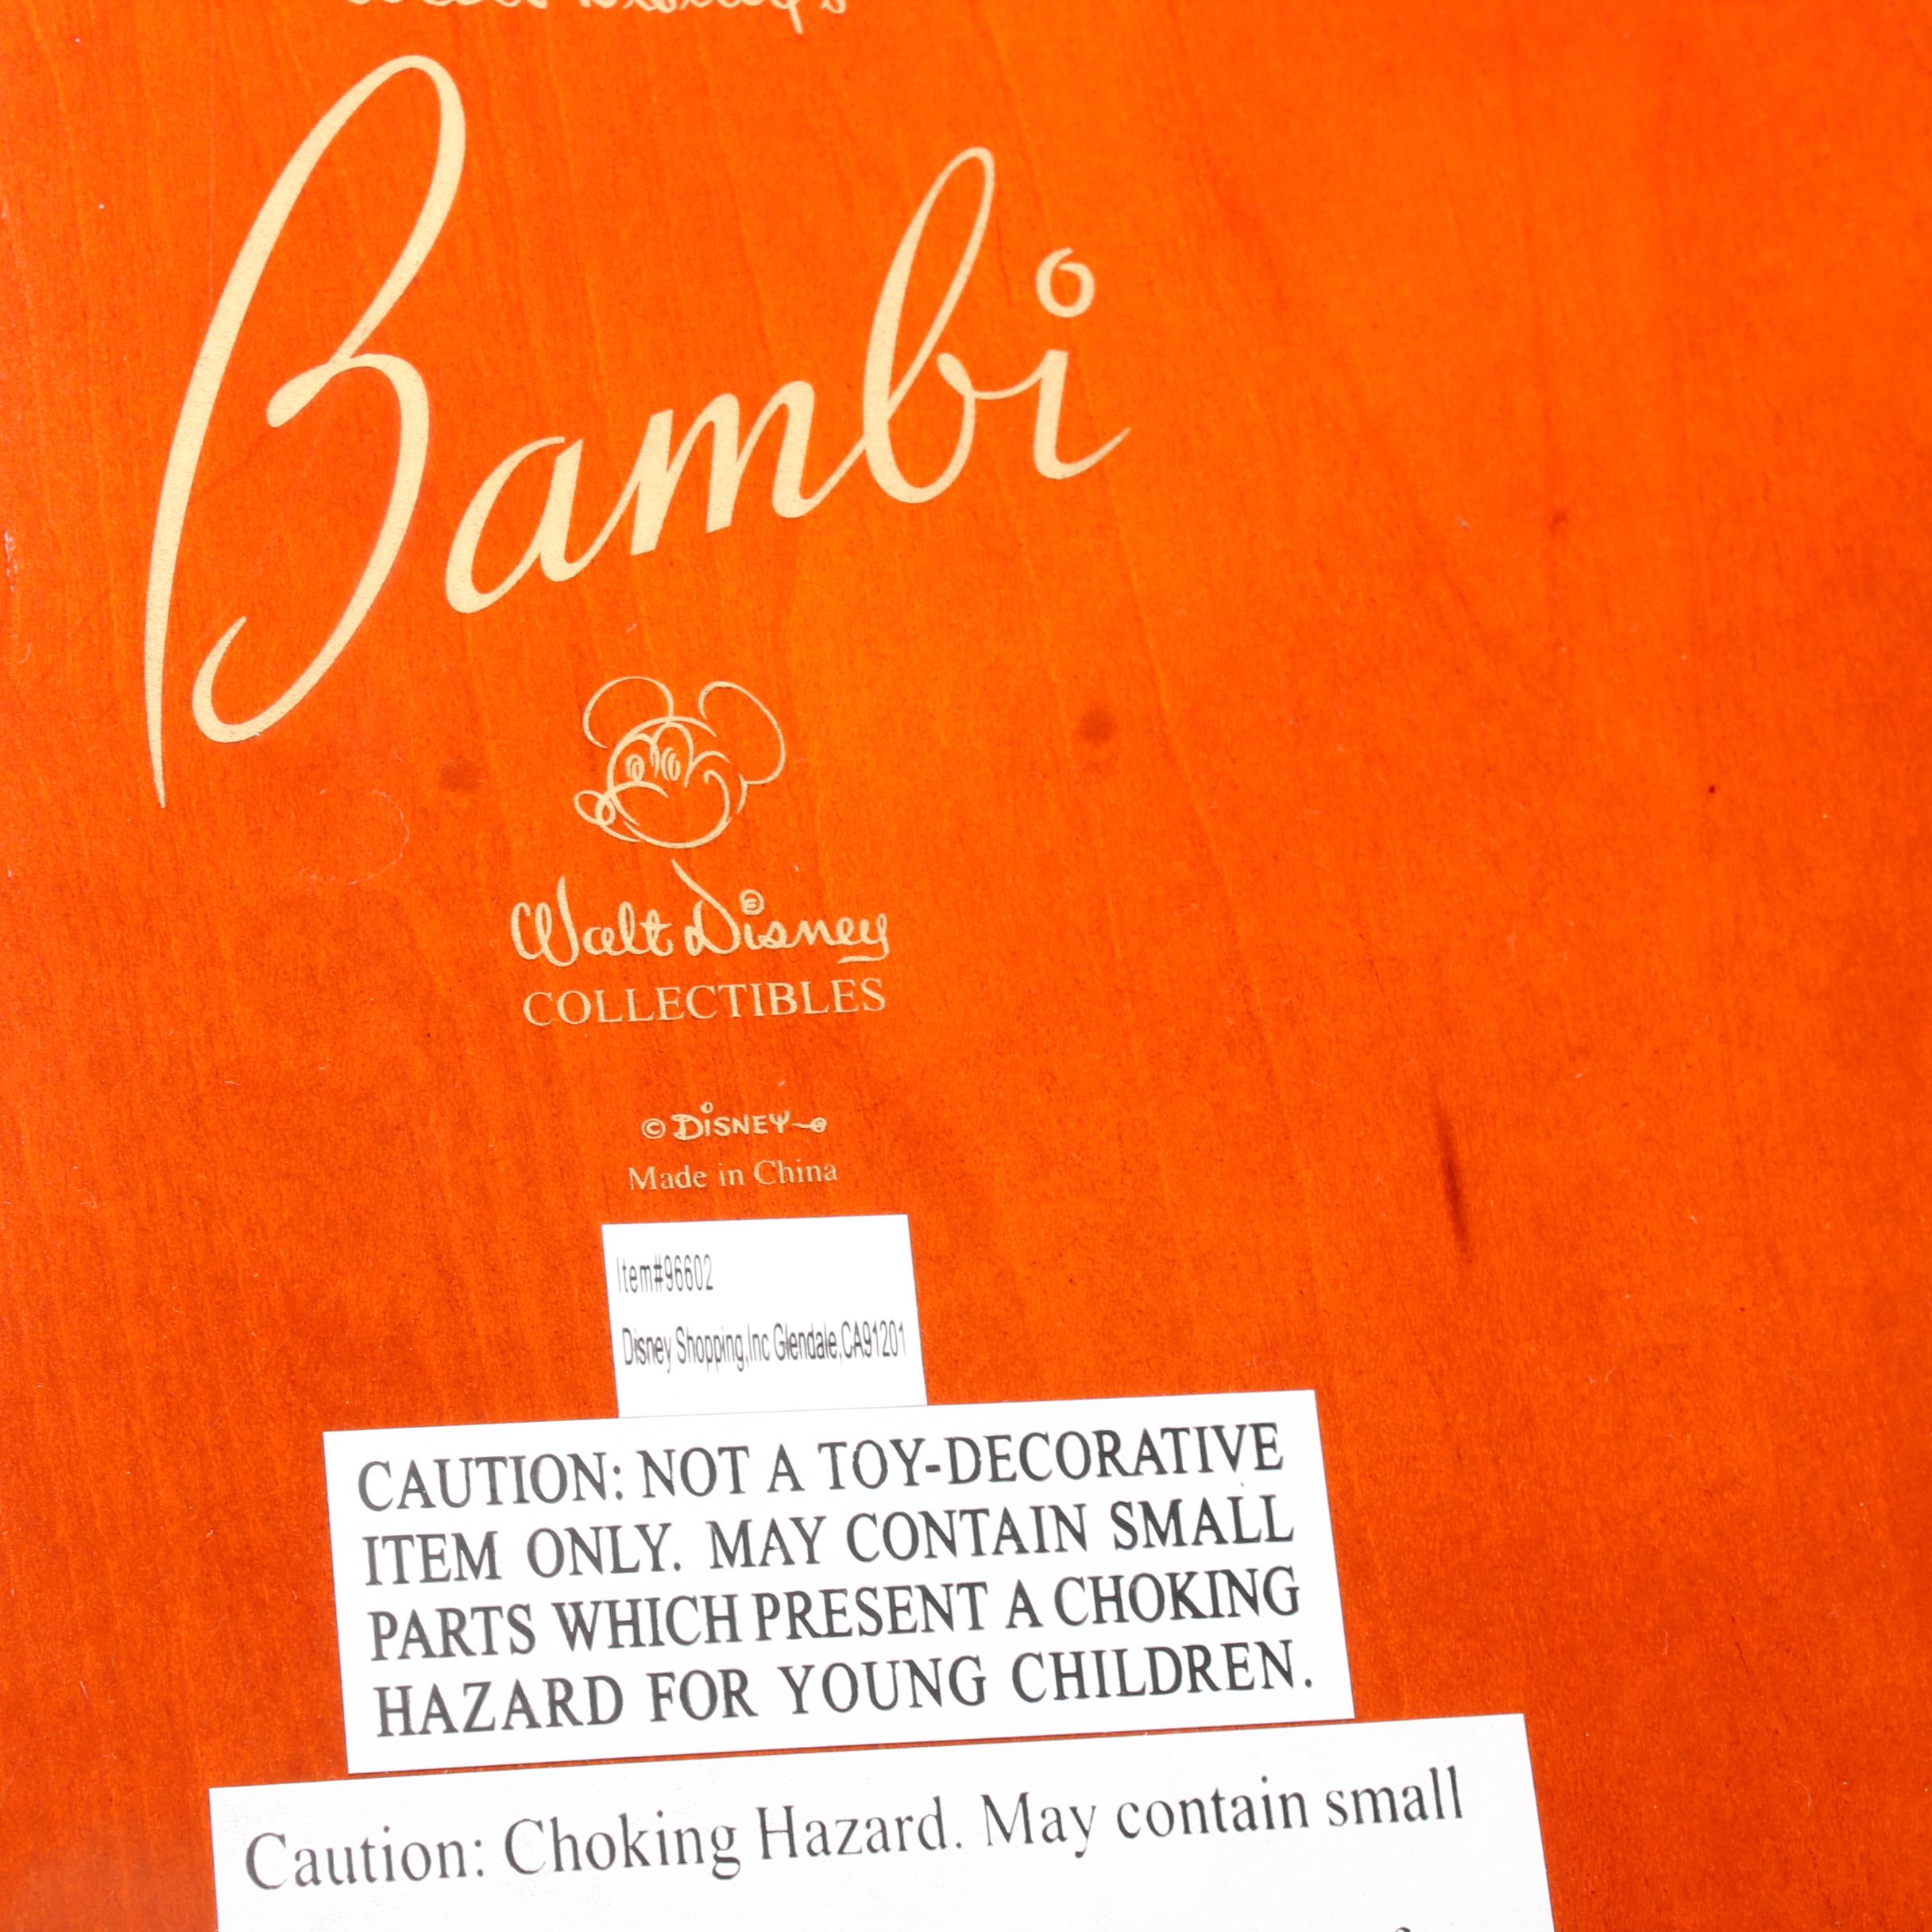 Walt Disney's
Bambi
Walt Disney
COLLECTIBLES
© DISNEY
Made in China
Item#96602
Disney Shopping,Inc Glendale,CA91201
CAUTION: NOT A TOY-DECORATIVE
ITEM ONLY. MAY CONTAIN SMALL
PARTS WHICH PRESENT A CHOKING
HAZARD FOR YOUNG CHILDREN.
Caution: Choking Hazard. May contain small